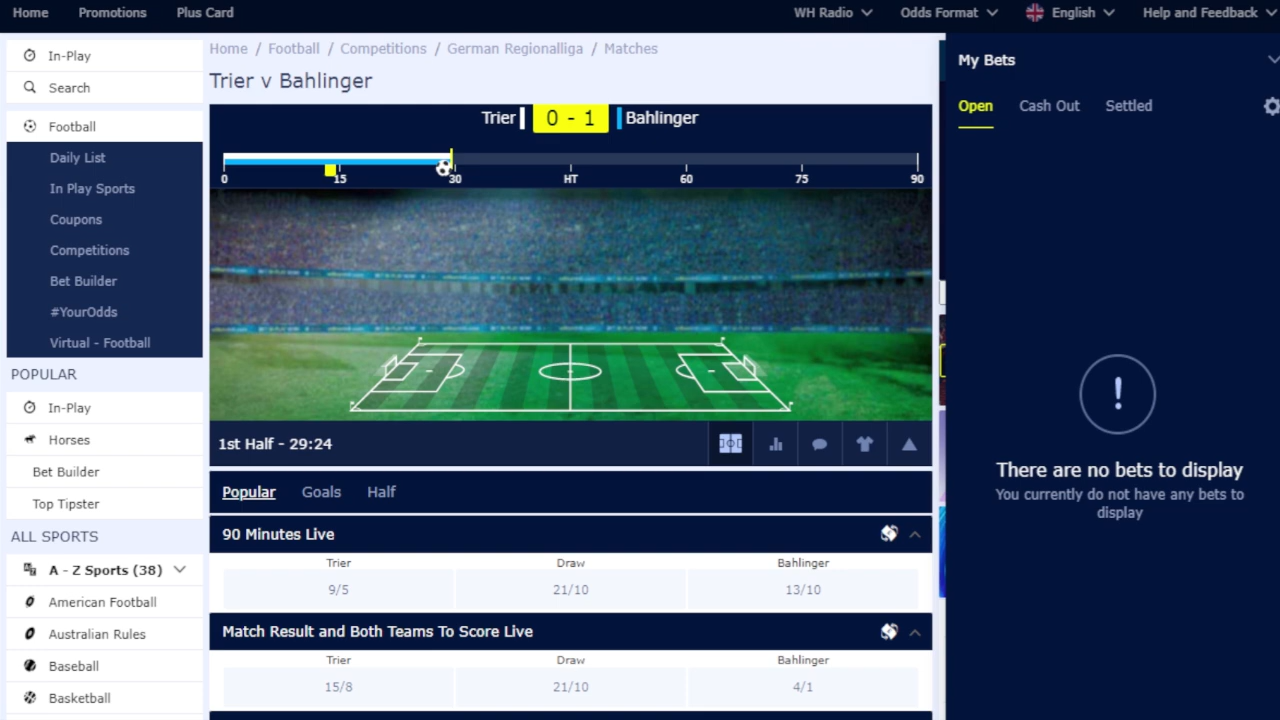 Home Promotions Plus Card WH Radio Odds Format English Help and Feedback
In-Play
Search
Football
Daily List
In Play Sports
Coupons
Competitions
Bet Builder
#YourOdds
Virtual - Football
POPULAR
In-Play
Horses
Bet Builder
Top Tipster
ALL SPORTS
A - Z Sports (38)
American Football
Australian Rules
Baseball
Basketball
Home / Football / Competitions / German Regionalliga / Matches
Trier v Bahlinger
Trier 0 - 1 Bahlinger
0 15 30 HT 60 75 90
1st Half - 29:24
Popular Goals Half
90 Minutes Live
Trier Draw Bahlinger
9/5 21/10 13/10
Match Result and Both Teams To Score Live
Trier Draw Bahlinger
15/8 21/10 4/1
My Bets
Open Cash Out Settled
There are no bets to display
You currently do not have any bets to
display